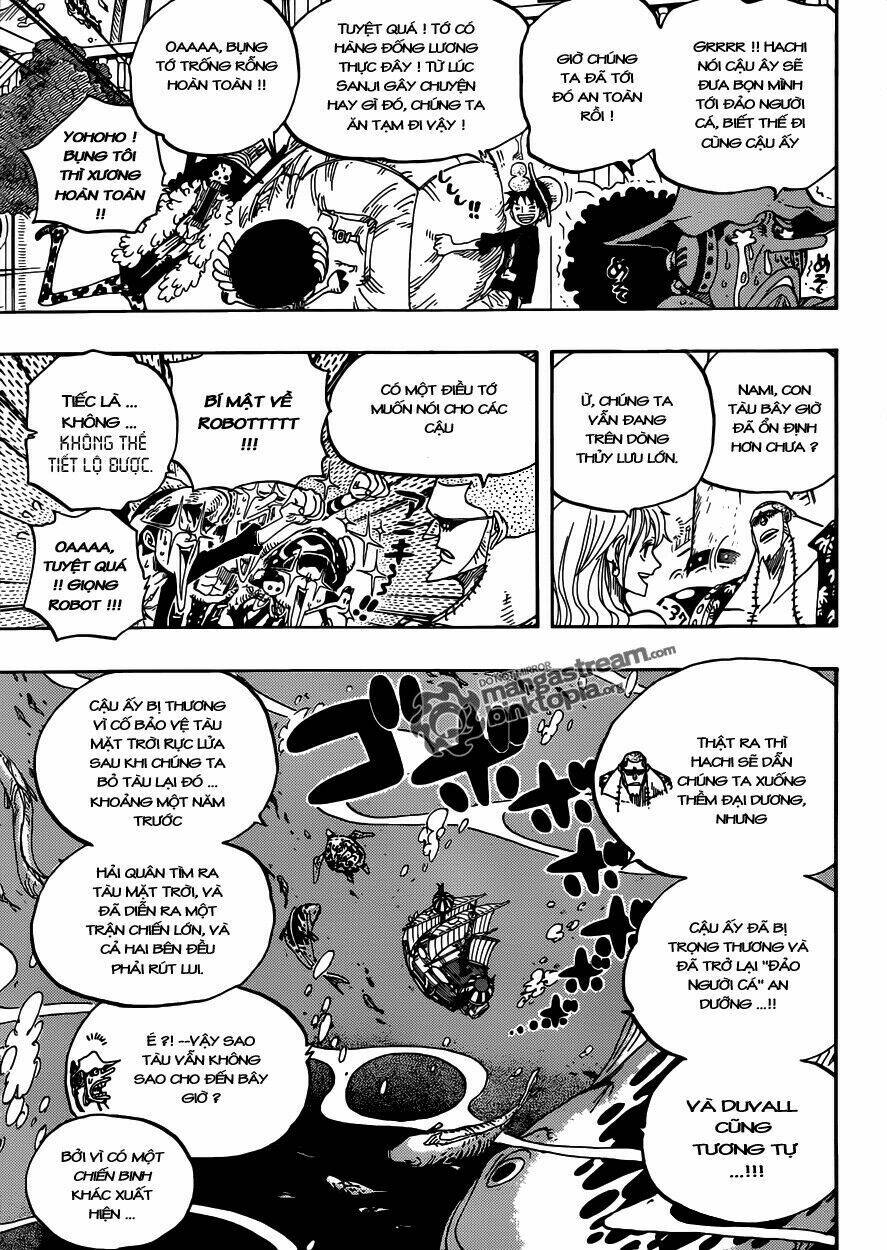 GRRRR !! HACHI
NÓI CẬU ẤY SẼ
ĐƯA BỌN MÌNH
TỚI ĐẢO NGƯỜI
CÁ, BIẾT THẾ ĐI
CÙNG CẬU ẤY
GIỜ CHÚNG
TA ĐÃ TỚI
ĐÓ AN TOÀN
RỒI !
TUYỆT QUÁ ! TỚ CÓ
HÀNG ĐỐNG LƯƠNG
THỰC ĐÂY ! TỪ LÚC
SANJI GÂY CHUYỆN
HAY GÌ ĐÓ, CHÚNG TA
ĂN TẠM ĐI VẬY !
OAAAA, BỤNG
TỚ TRỐNG RỖNG
HOÀN TOÀN !!
YOHOHO !
BỤNG TÔI
THÌ XƯƠNG
HOÀN TOÀN
!!
NAMI, CON
TÀU BÂY GIỜ
ĐÃ ỔN ĐỊNH
HƠN CHƯA ?
Ừ, CHÚNG TA
VẪN ĐANG
TRÊN DÒNG
THỦY LƯU LỚN.
CÓ MỘT ĐIỀU TỚ
MUỐN NÓI CHO CÁC
CẬU
BÍ MẬT VỀ
ROBOTTTTT
!!!
TIẾC LÀ ...
KHÔNG ...
KHÔNG THỂ
TIẾT LỘ ĐƯỢC.
OAAAA,
TUYỆT QUÁ
!! GIỌNG
ROBOT !!!
DO NOT MIRROR
mangastream.com
binktopia.org
ゴボボボボボ
THẬT RA THÌ
HACHI SẼ DẪN
CHÚNG TA XUỐNG
THỀM ĐẠI DƯƠNG,
NHƯNG
CẬU ẤY ĐÃ BỊ
TRỌNG THƯƠNG VÀ
ĐÃ TRỞ LẠI "ĐẢO
NGƯỜI CÁ" AN
DƯỠNG ...!!
VÀ DUVALL
CŨNG
TƯƠNG TỰ
...!!!
CẬU ẤY BỊ THƯƠNG
VÌ CỐ BẢO VỆ TÀU
MẶT TRỜI RỰC LỬA
SAU KHI CHÚNG TA
BỎ TÀU LẠI ĐÓ ...
KHOẢNG MỘT NĂM
TRƯỚC
HẢI QUÂN TÌM RA
TÀU MẶT TRỜI, VÀ
ĐÃ DIỄN RA MỘT
TRẬN CHIẾN LỚN, VÀ
CẢ HAI BÊN ĐỀU
PHẢI RÚT LUI.
É ?! --VẬY SAO
TÀU VẪN KHÔNG
SAO CHO ĐẾN BÂY
GIỜ ?
BỞI VÌ CÓ MỘT
CHIẾN BINH
KHÁC XUẤT
HIỆN ...